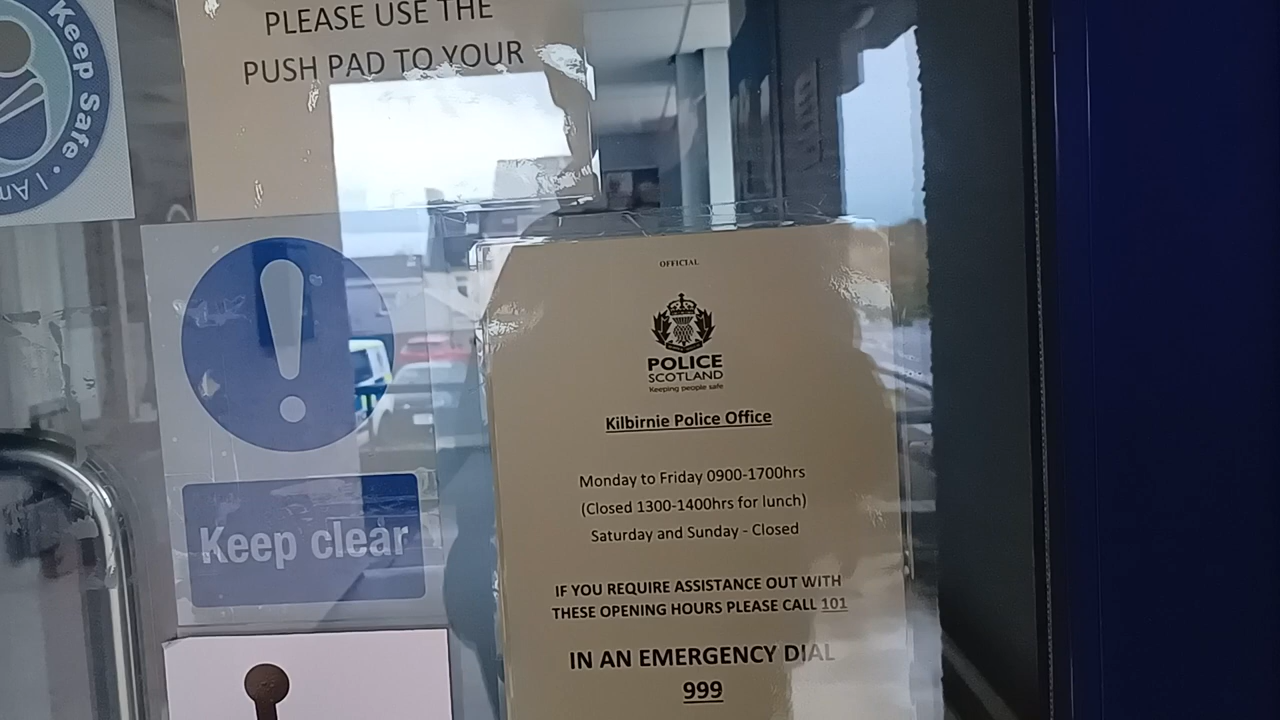 Keep Safe • I Am
PLEASE USE THE
PUSH PAD TO YOUR
Keep clear
OFFICIAL
POLICE
SCOTLAND
Keeping people safe
Kilbirnie Police Office
Monday to Friday 0900-1700hrs
(Closed 1300-1400hrs for lunch)
Saturday and Sunday - Closed
IF YOU REQUIRE ASSISTANCE OUT WITH
THESE OPENING HOURS PLEASE CALL 101
IN AN EMERGENCY DIAL
999